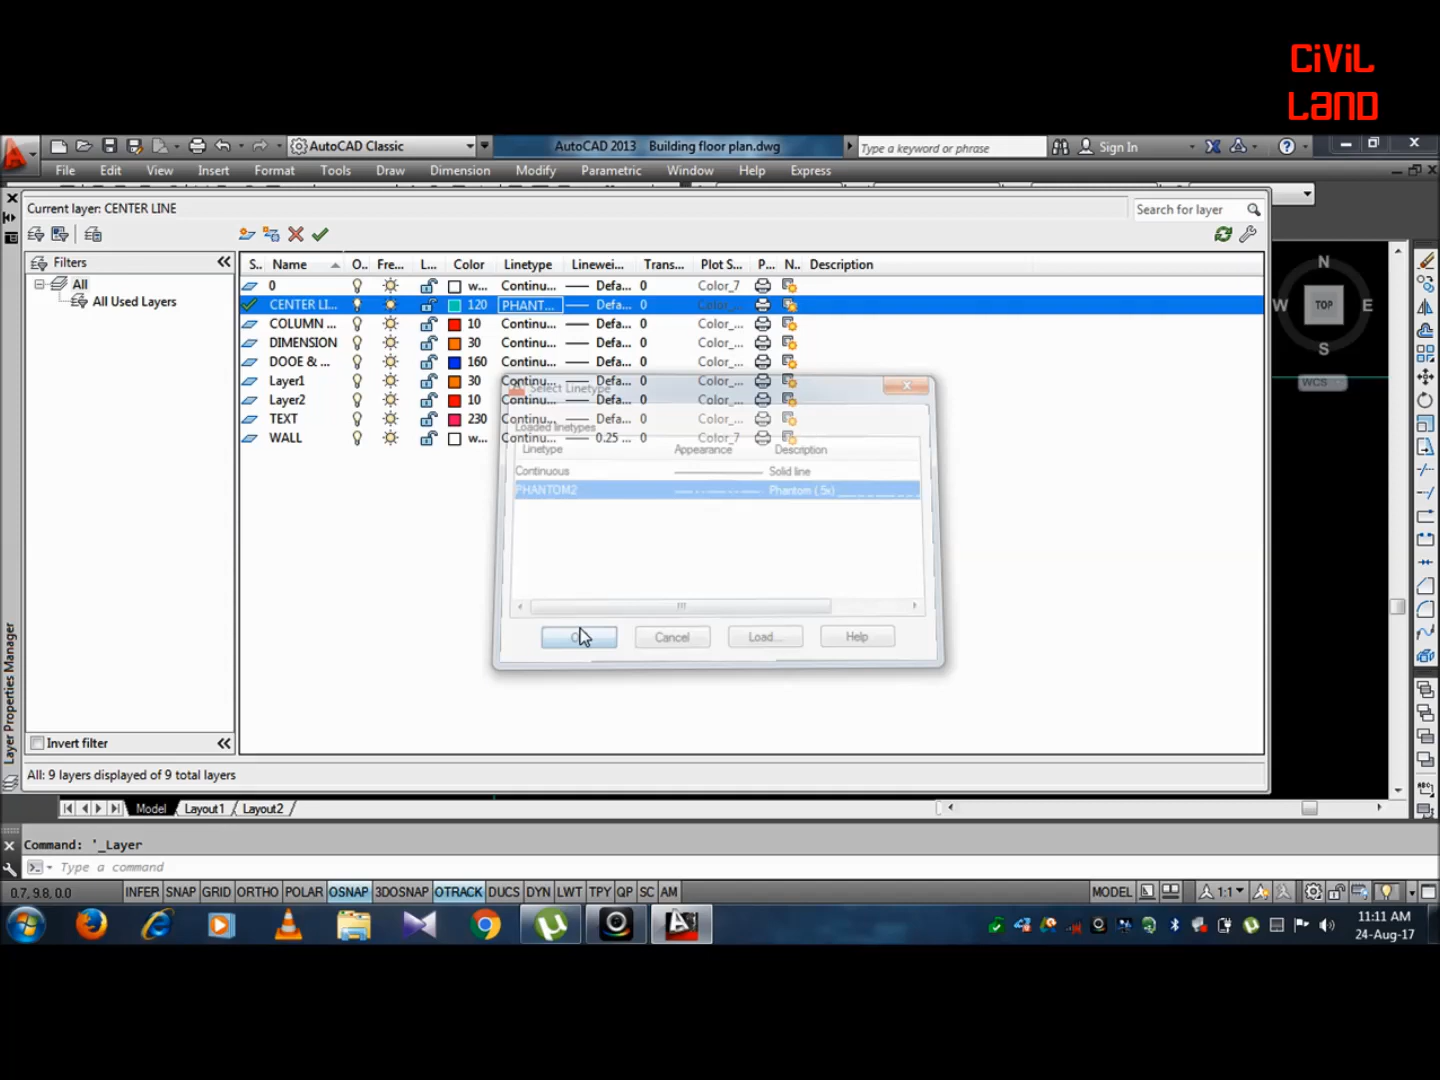 CiViL
LanD
AutoCAD Classic
AutoCAD 2013 Building floor plan.dwg
Type a keyword or phrase
Sign In
File Edit View Insert Format Tools Draw Dimension Modify Parametric Window Help Express
Current layer: CENTER LINE
Search for layer
Filters
All
All Used Layers
S.. Name O.. Fre... L... Color Linetype Linewei... Trans... Plot S... P... N.. Description
0 w... Continu... Defa... 0 Color_7
CENTER LI... 120 PHANT... Defa... 0 Color_...
COLUMN ... 10 Continu... Defa... 0 Color_...
DIMENSION 30 Continu... Defa... 0 Color_...
DOOE & ... 160 Continu... Defa... 0 Color_...
Layer1 30 Continu... Defa... 0 Color_...
Layer2 10 Continu... Defa... 0 Color_...
TEXT 230 Continu... Defa... 0 Color_...
WALL w... Continu... 0.25 ... 0 Color_7
Select Linetype
Loaded linetypes
Linetype Appearance Description
Continuous Solid line
PHANTOM2 Phantom (.5x)
Cancel Load... Help
N
W TOP E
S
WCS
Layer Properties Manager
Invert filter
All: 9 layers displayed of 9 total layers
Model Layout1 Layout2
Command: '_Layer
Type a command
0.7, 9.8, 0.0 INFER SNAP GRID ORTHO POLAR OSNAP 3DOSNAP OTRACK DUCS DYN LWT TPY QP SC AM MODEL 1:1
11:11 AM
24-Aug-17